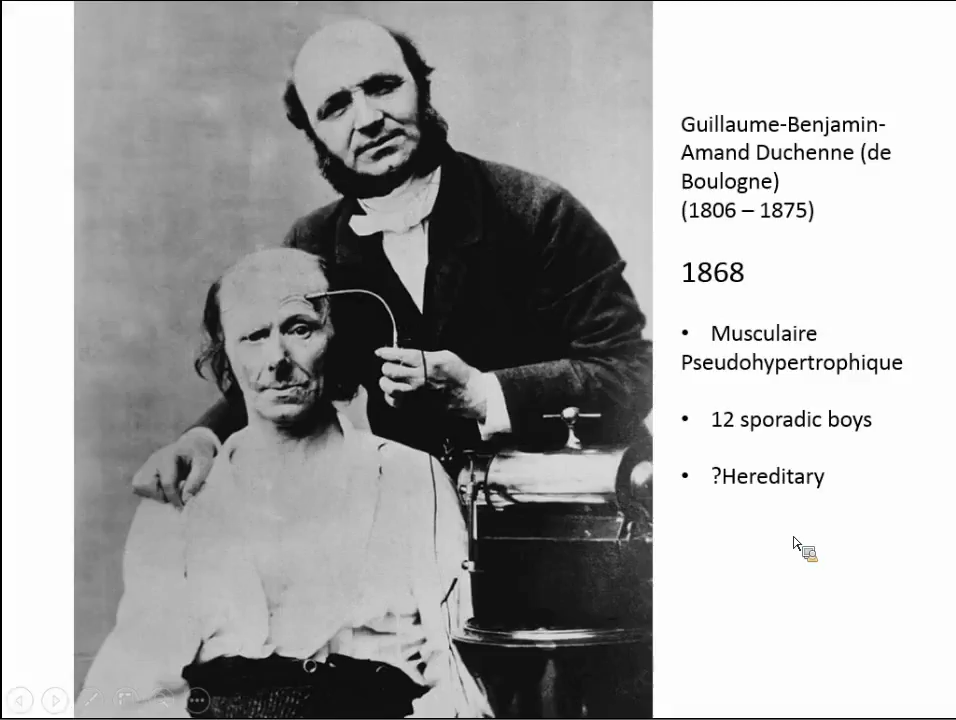 Guillaume-Benjamin-
Amand Duchenne (de
Boulogne)
(1806 – 1875)
1868
• Musculaire
Pseudohypertrophique
• 12 sporadic boys
• ?Hereditary